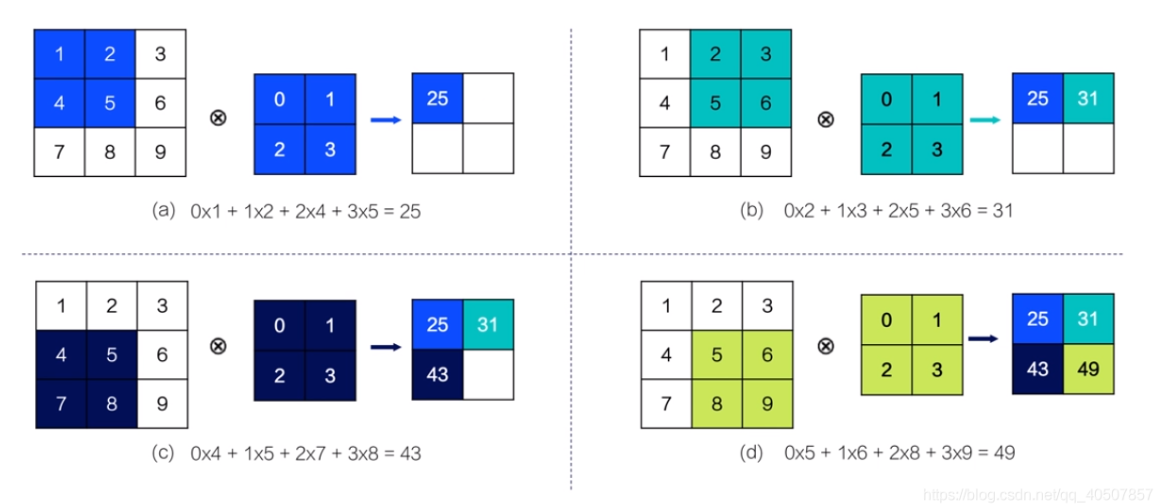 1 2 3
4 5 6
7 8 9
⊗
0 1
2 3
25
(a) 0x1 + 1x2 + 2x4 + 3x5 = 25
1 2 3
4 5 6
7 8 9
⊗
0 1
2 3
25 31
(b) 0x2 + 1x3 + 2x5 + 3x6 = 31
1 2 3
4 5 6
7 8 9
⊗
0 1
2 3
25 31
43
(c) 0x4 + 1x5 + 2x7 + 3x8 = 43
1 2 3
4 5 6
7 8 9
⊗
0 1
2 3
25 31
43 49
(d) 0x5 + 1x6 + 2x8 + 3x9 = 49
https://blog.csdn.net/qq_40507857